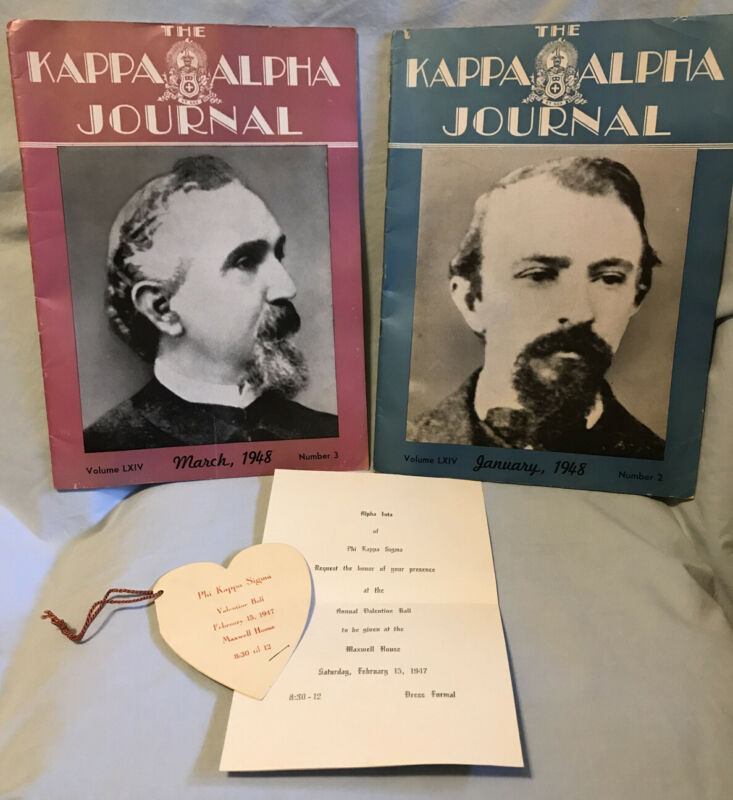 THE
KAPPA ALPHA
JOURNAL
Volume LXIV March, 1948 Number 3
THE
KAPPA ALPHA
JOURNAL
Volume LXIV January, 1948 Number 2
Phi Kappa Sigma
Valentine Ball
February 15, 1947
Maxwell House
8:30 til 12
Alpha Iota
of
Phi Kappa Sigma
Request the honor of your presence
at the
Annual Valentine Ball
to be given at the
Maxwell House
Saturday, February 15, 1947
8:30-12 Dress Formal